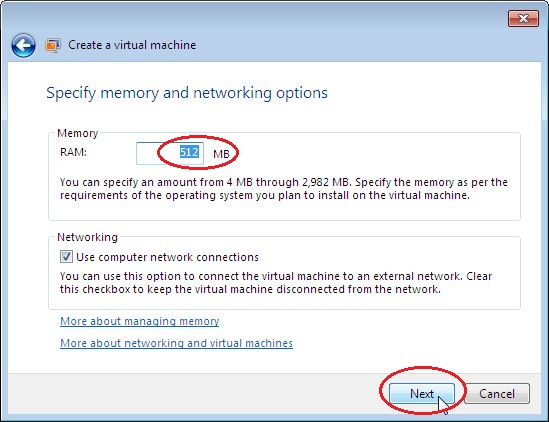 Create a virtual machine
Specify memory and networking options
Memory
RAM: 512 MB
You can specify an amount from 4 MB through 2,982 MB. Specify the memory as per the
requirements of the operating system you plan to install on the virtual machine.
Networking
Use computer network connections
You can use this option to connect the virtual machine to an external network. Clear
this checkbox to keep the virtual machine disconnected from the network.
More about managing memory
More about networking and virtual machines
Next Cancel